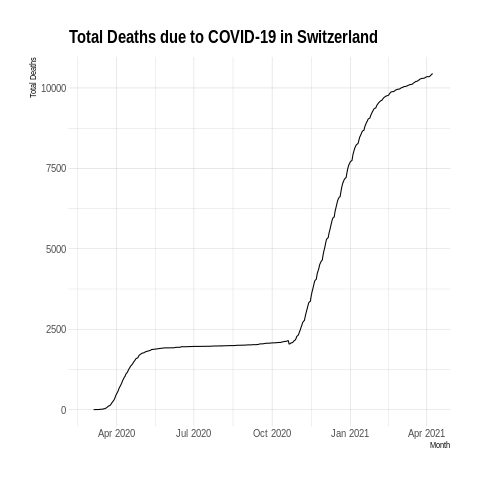 Total Deaths due to COVID-19 in Switzerland
Total Deaths
10000
7500
5000
2500
0
Apr 2020 Jul 2020 Oct 2020 Jan 2021 Apr 2021
Month